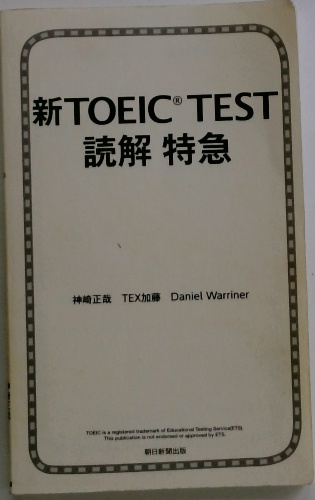 新TOEIC® TEST
読解 特急
神崎正哉 TEX加藤 Daniel Warriner
TOEIC is a registered trademark of Educational Testing Service(ETS).
This publication is not endorsed or approved by ETS.
朝日新聞出版